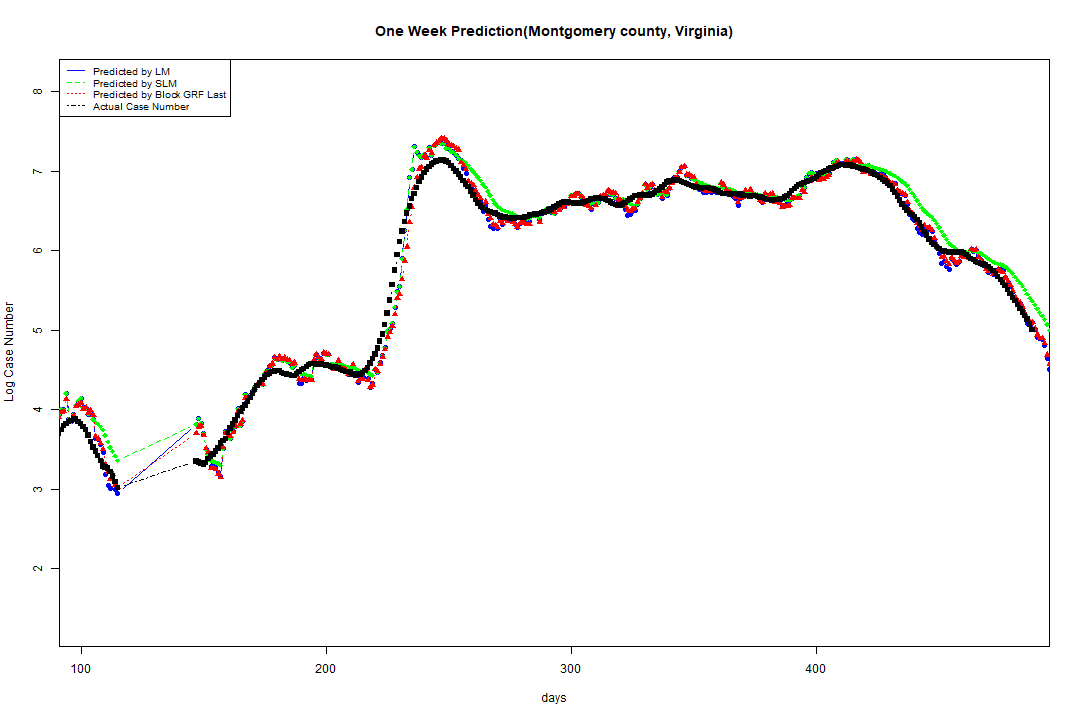 One Week Prediction(Montgomery county, Virginia)
Predicted by LM
Predicted by SLM
Predicted by Block GRF Last
Actual Case Number
Log Case Number
8
7
6
5
4
3
2
100
200
300
400
days